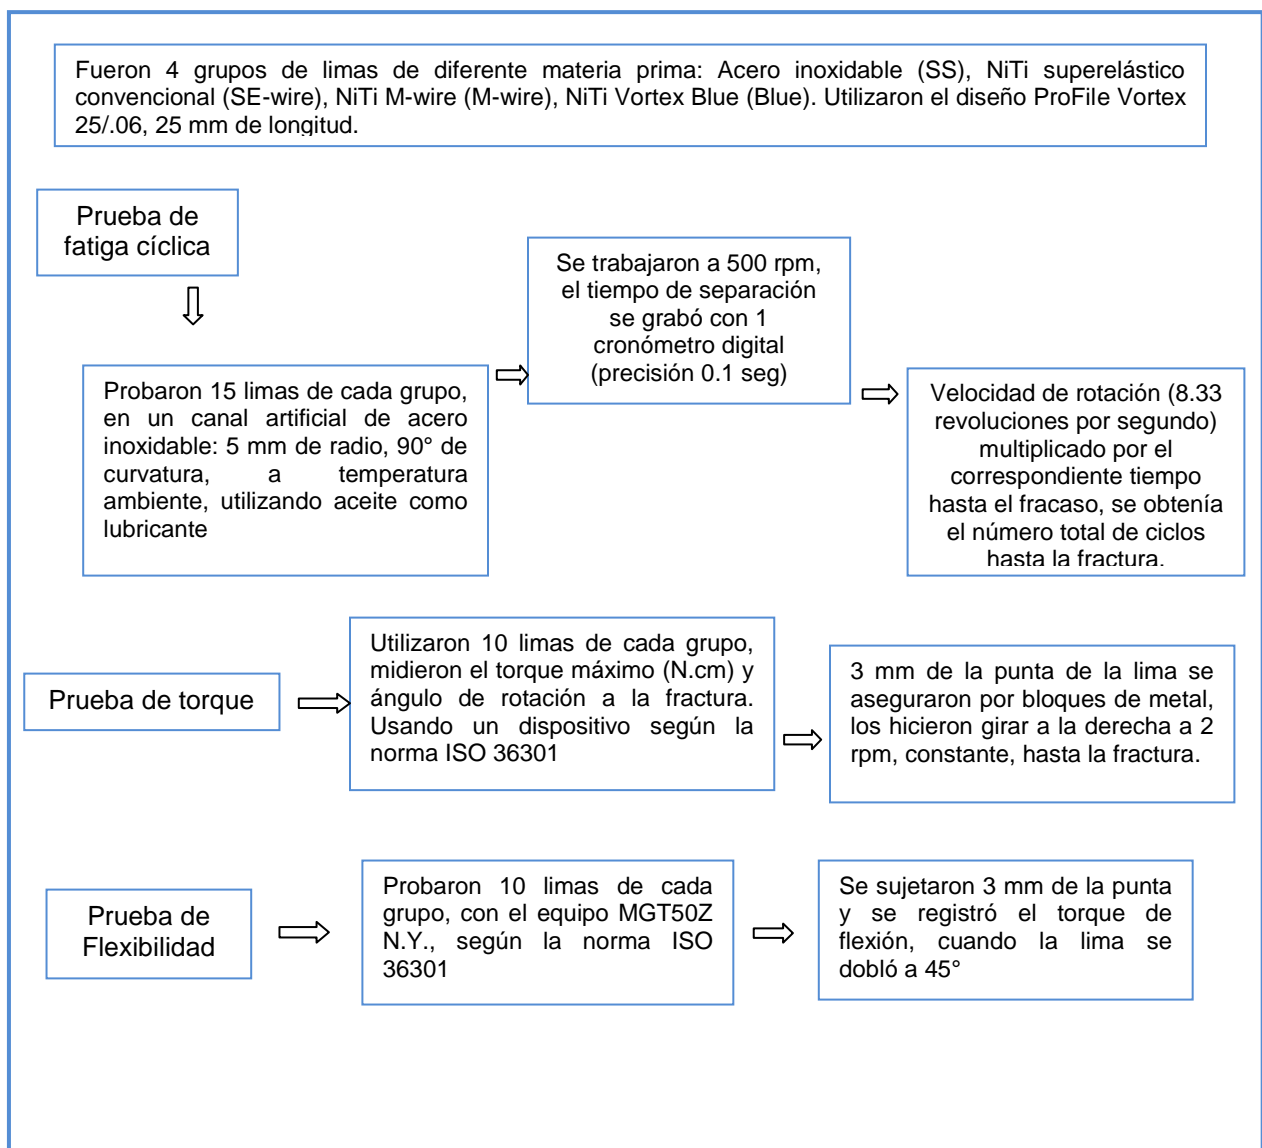 Fueron 4 grupos de limas de diferente materia prima: Acero inoxidable (SS), NiTi superelástico
convencional (SE-wire), NiTi M-wire (M-wire), NiTi Vortex Blue (Blue). Utilizaron el diseño ProFile Vortex
25/.06, 25 mm de longitud.
Prueba de
fatiga cíclica
Probaron 15 limas de cada grupo,
en un canal artificial de acero
inoxidable: 5 mm de radio, 90° de
curvatura, a temperatura
ambiente, utilizando aceite como
lubricante
Se trabajaron a 500 rpm,
el tiempo de separación
se grabó con 1
cronómetro digital
(precisión 0.1 seg)
Velocidad de rotación (8.33
revoluciones por segundo)
multiplicado por el
correspondiente tiempo
hasta el fracaso, se obtenía
el número total de ciclos
hasta la fractura.
Prueba de torque
Utilizaron 10 limas de cada grupo,
midieron el torque máximo (N.cm) y
ángulo de rotación a la fractura.
Usando un dispositivo según la
norma ISO 36301
3 mm de la punta de la lima se
aseguraron por bloques de metal,
los hicieron girar a la derecha a 2
rpm, constante, hasta la fractura.
Prueba de
Flexibilidad
Probaron 10 limas de cada
grupo, con el equipo MGT50Z
N.Y., según la norma ISO
36301
Se sujetaron 3 mm de la punta
y se registró el torque de
flexión, cuando la lima se
dobló a 45°